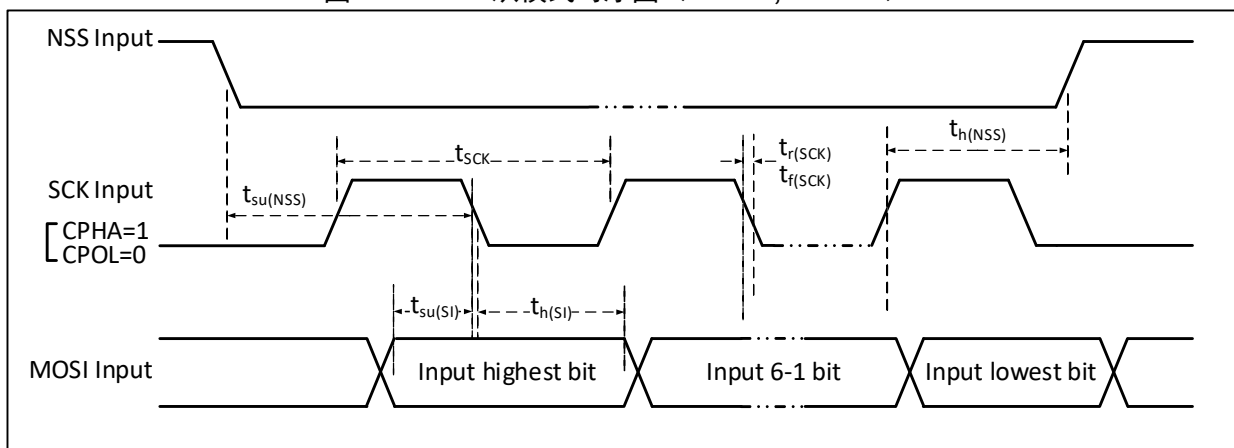 NSS Input
t_h(NSS)
t_SCK
t_r(SCK)
t_f(SCK)
SCK Input
t_su(NSS)
CPHA=1
CPOL=0
t_su(SI)
t_h(SI)
MOSI Input
Input highest bit
Input 6-1 bit
Input lowest bit